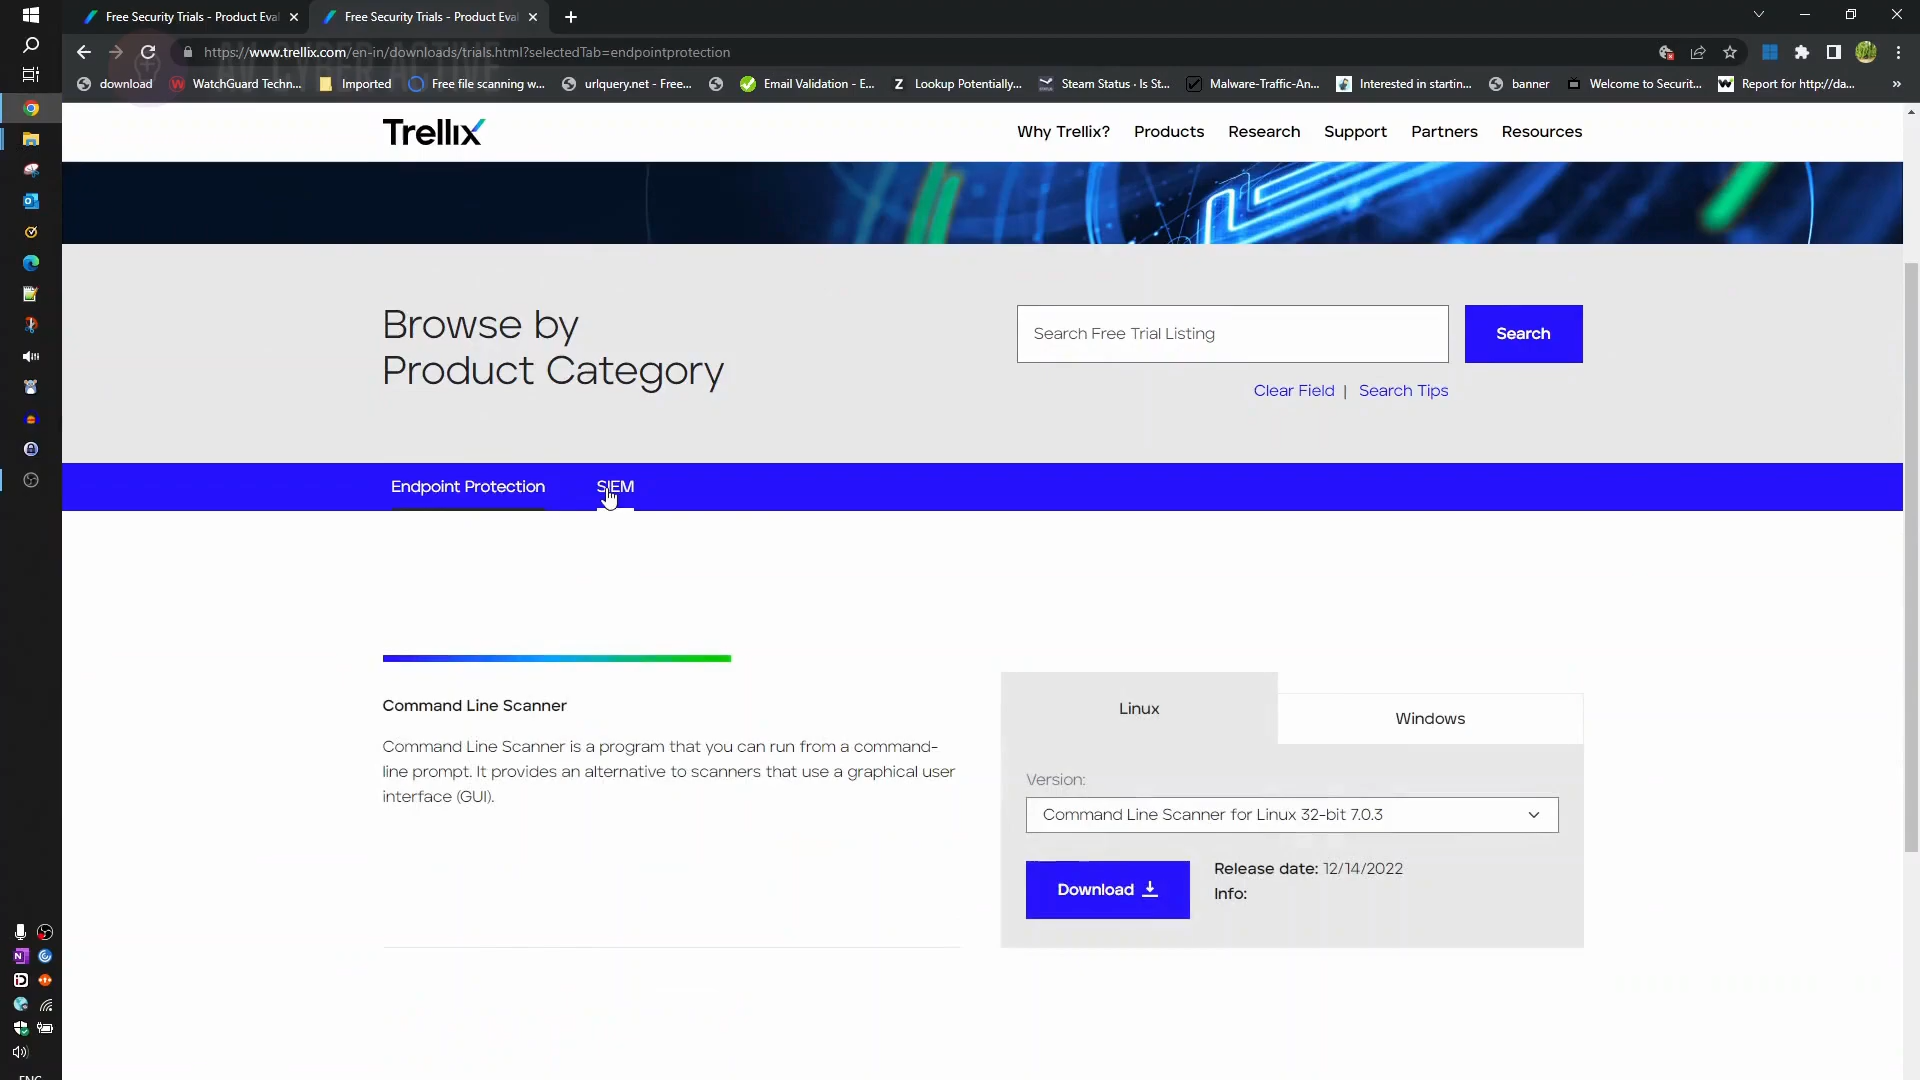 Free Security Trials - Product Eval
Free Security Trials - Product Eval
https://www.trellix.com/en-in/downloads/trials.html?selectedTab=endpointprotection
download
WatchGuard Techn...
Imported
Free file scanning w...
urlquery.net - Free...
Email Validation - E...
Lookup Potentially...
Steam Status · Is St...
Malware-Traffic-An...
Interested in startin...
banner
Welcome to Securit...
Report for http://da...
Trellix
Why Trellix?
Products
Research
Support
Partners
Resources
Browse by
Product Category
Search Free Trial Listing
Search
Clear Field | Search Tips
Endpoint Protection
SIEM
Command Line Scanner
Command Line Scanner is a program that you can run from a command-
line prompt. It provides an alternative to scanners that use a graphical user
interface (GUI).
Linux
Windows
Version:
Command Line Scanner for Linux 32-bit 7.0.3
Download
Release date: 12/14/2022
Info:
ENG